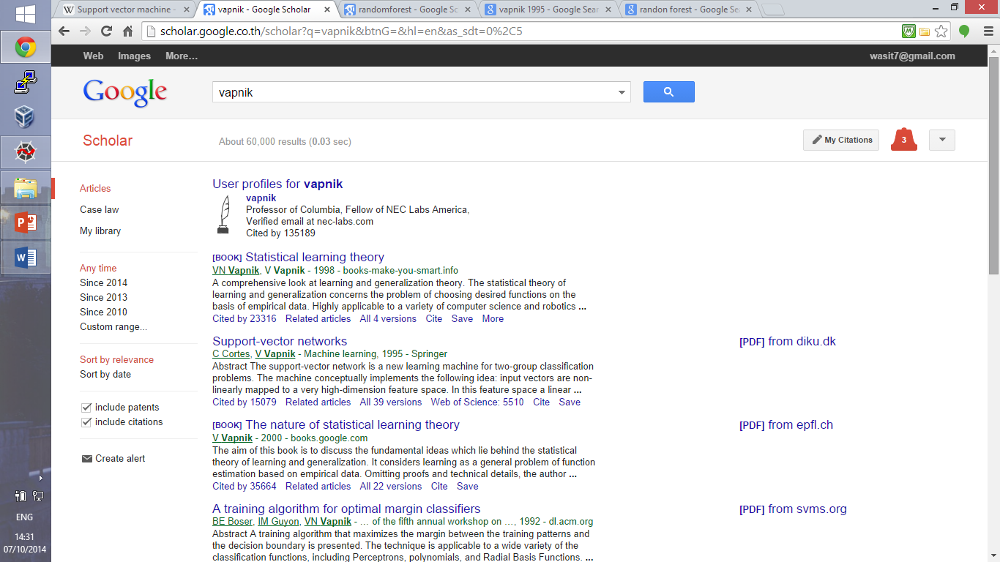 Support vector machine -
vapnik - Google Scholar
randomforest - Google Sc
vapnik 1995 - Google Sear
randon forest - Google Sea
scholar.google.co.th/scholar?q=vapnik&btnG=&hl=en&as_sdt=0%2C5
Web Images More...
wasit7@gmail.com
Google
vapnik
Scholar
About 60,000 results (0.03 sec)
My Citations
3
Articles
Case law
My library
Any time
Since 2014
Since 2013
Since 2010
Custom range...
Sort by relevance
Sort by date
include patents
include citations
Create alert
User profiles for vapnik
vapnik
Professor of Columbia, Fellow of NEC Labs America,
Verified email at nec-labs.com
Cited by 135189
[BOOK] Statistical learning theory
VN Vapnik, V Vapnik - 1998 - books-make-you-smart.info
A comprehensive look at learning and generalization theory. The statistical theory of
learning and generalization concerns the problem of choosing desired functions on the
basis of empirical data. Highly applicable to a variety of computer science and robotics ...
Cited by 23316 Related articles All 4 versions Cite Save More
Support-vector networks
[PDF] from diku.dk
C Cortes, V Vapnik - Machine learning, 1995 - Springer
Abstract The support-vector network is a new learning machine for two-group classification
problems. The machine conceptually implements the following idea: input vectors are non-
linearly mapped to a very high-dimension feature space. In this feature space a linear ...
Cited by 15079 Related articles All 39 versions Web of Science: 5510 Cite Save
[BOOK] The nature of statistical learning theory
[PDF] from epfl.ch
V Vapnik - 2000 - books.google.com
The aim of this book is to discuss the fundamental ideas which lie behind the statistical
theory of learning and generalization. It considers learning as a general problem of function
estimation based on empirical data. Omitting proofs and technical details, the author ...
Cited by 35664 Related articles All 22 versions Cite Save
A training algorithm for optimal margin classifiers
[PDF] from svms.org
BE Boser, IM Guyon, VN Vapnik - ... of the fifth annual workshop on ..., 1992 - dl.acm.org
Abstract A training algorithm that maximizes the margin between the training patterns and
the decision boundary is presented. The technique is applicable to a wide variety of the
classification functions, including Perceptrons, polynomials, and Radial Basis Functions. ...
ENG
14:31
07/10/2014